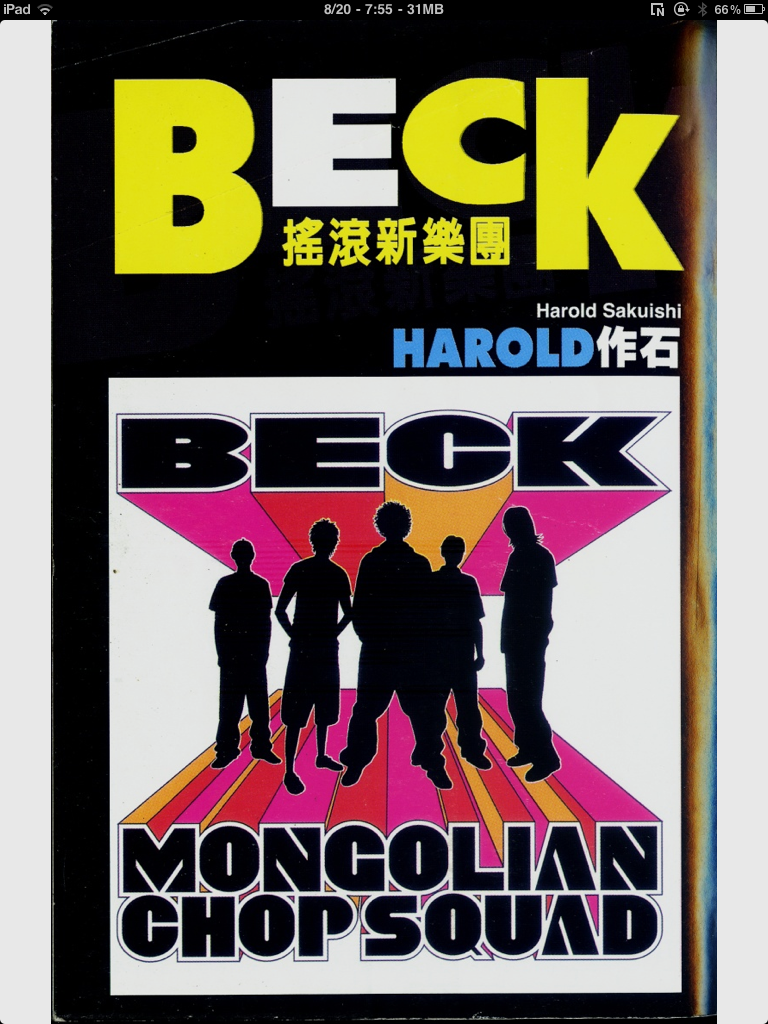 iPad 8/20 - 7:55 - 31MB 66%
BECK
搖滾新樂團
Harold Sakuishi
HAROLD作石
BECK
MONGOLIAN
CHOP SQUAD